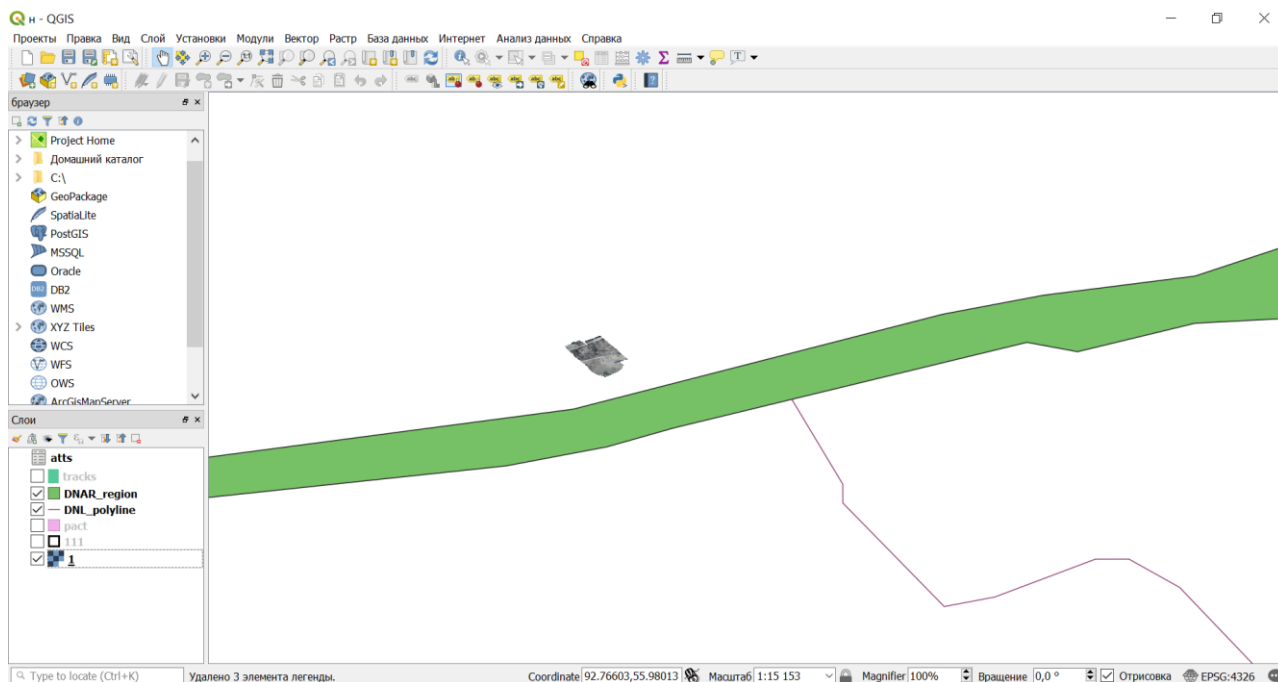 н - QGIS
Проекты Правка Вид Слой Установки Модули Вектор Растр База данных Интернет Анализ данных Справка
браузер
Project Home
Домашний каталог
C:\
GeoPackage
SpatiaLite
PostGIS
MSSQL
Oracle
DB2
WMS
XYZ Tiles
WCS
WFS
OWS
ArcGisMapServer
Слои
atts
tracks
DNAR_region
DNL_polyline
pact
111
1
Type to locate (Ctrl+K) Удалено 3 элемента легенды. Coordinate 92.76603,55.98013 Масштаб 1:15 153 Magnifier 100% Вращение 0,0 ° Отрисовка EPSG:4326